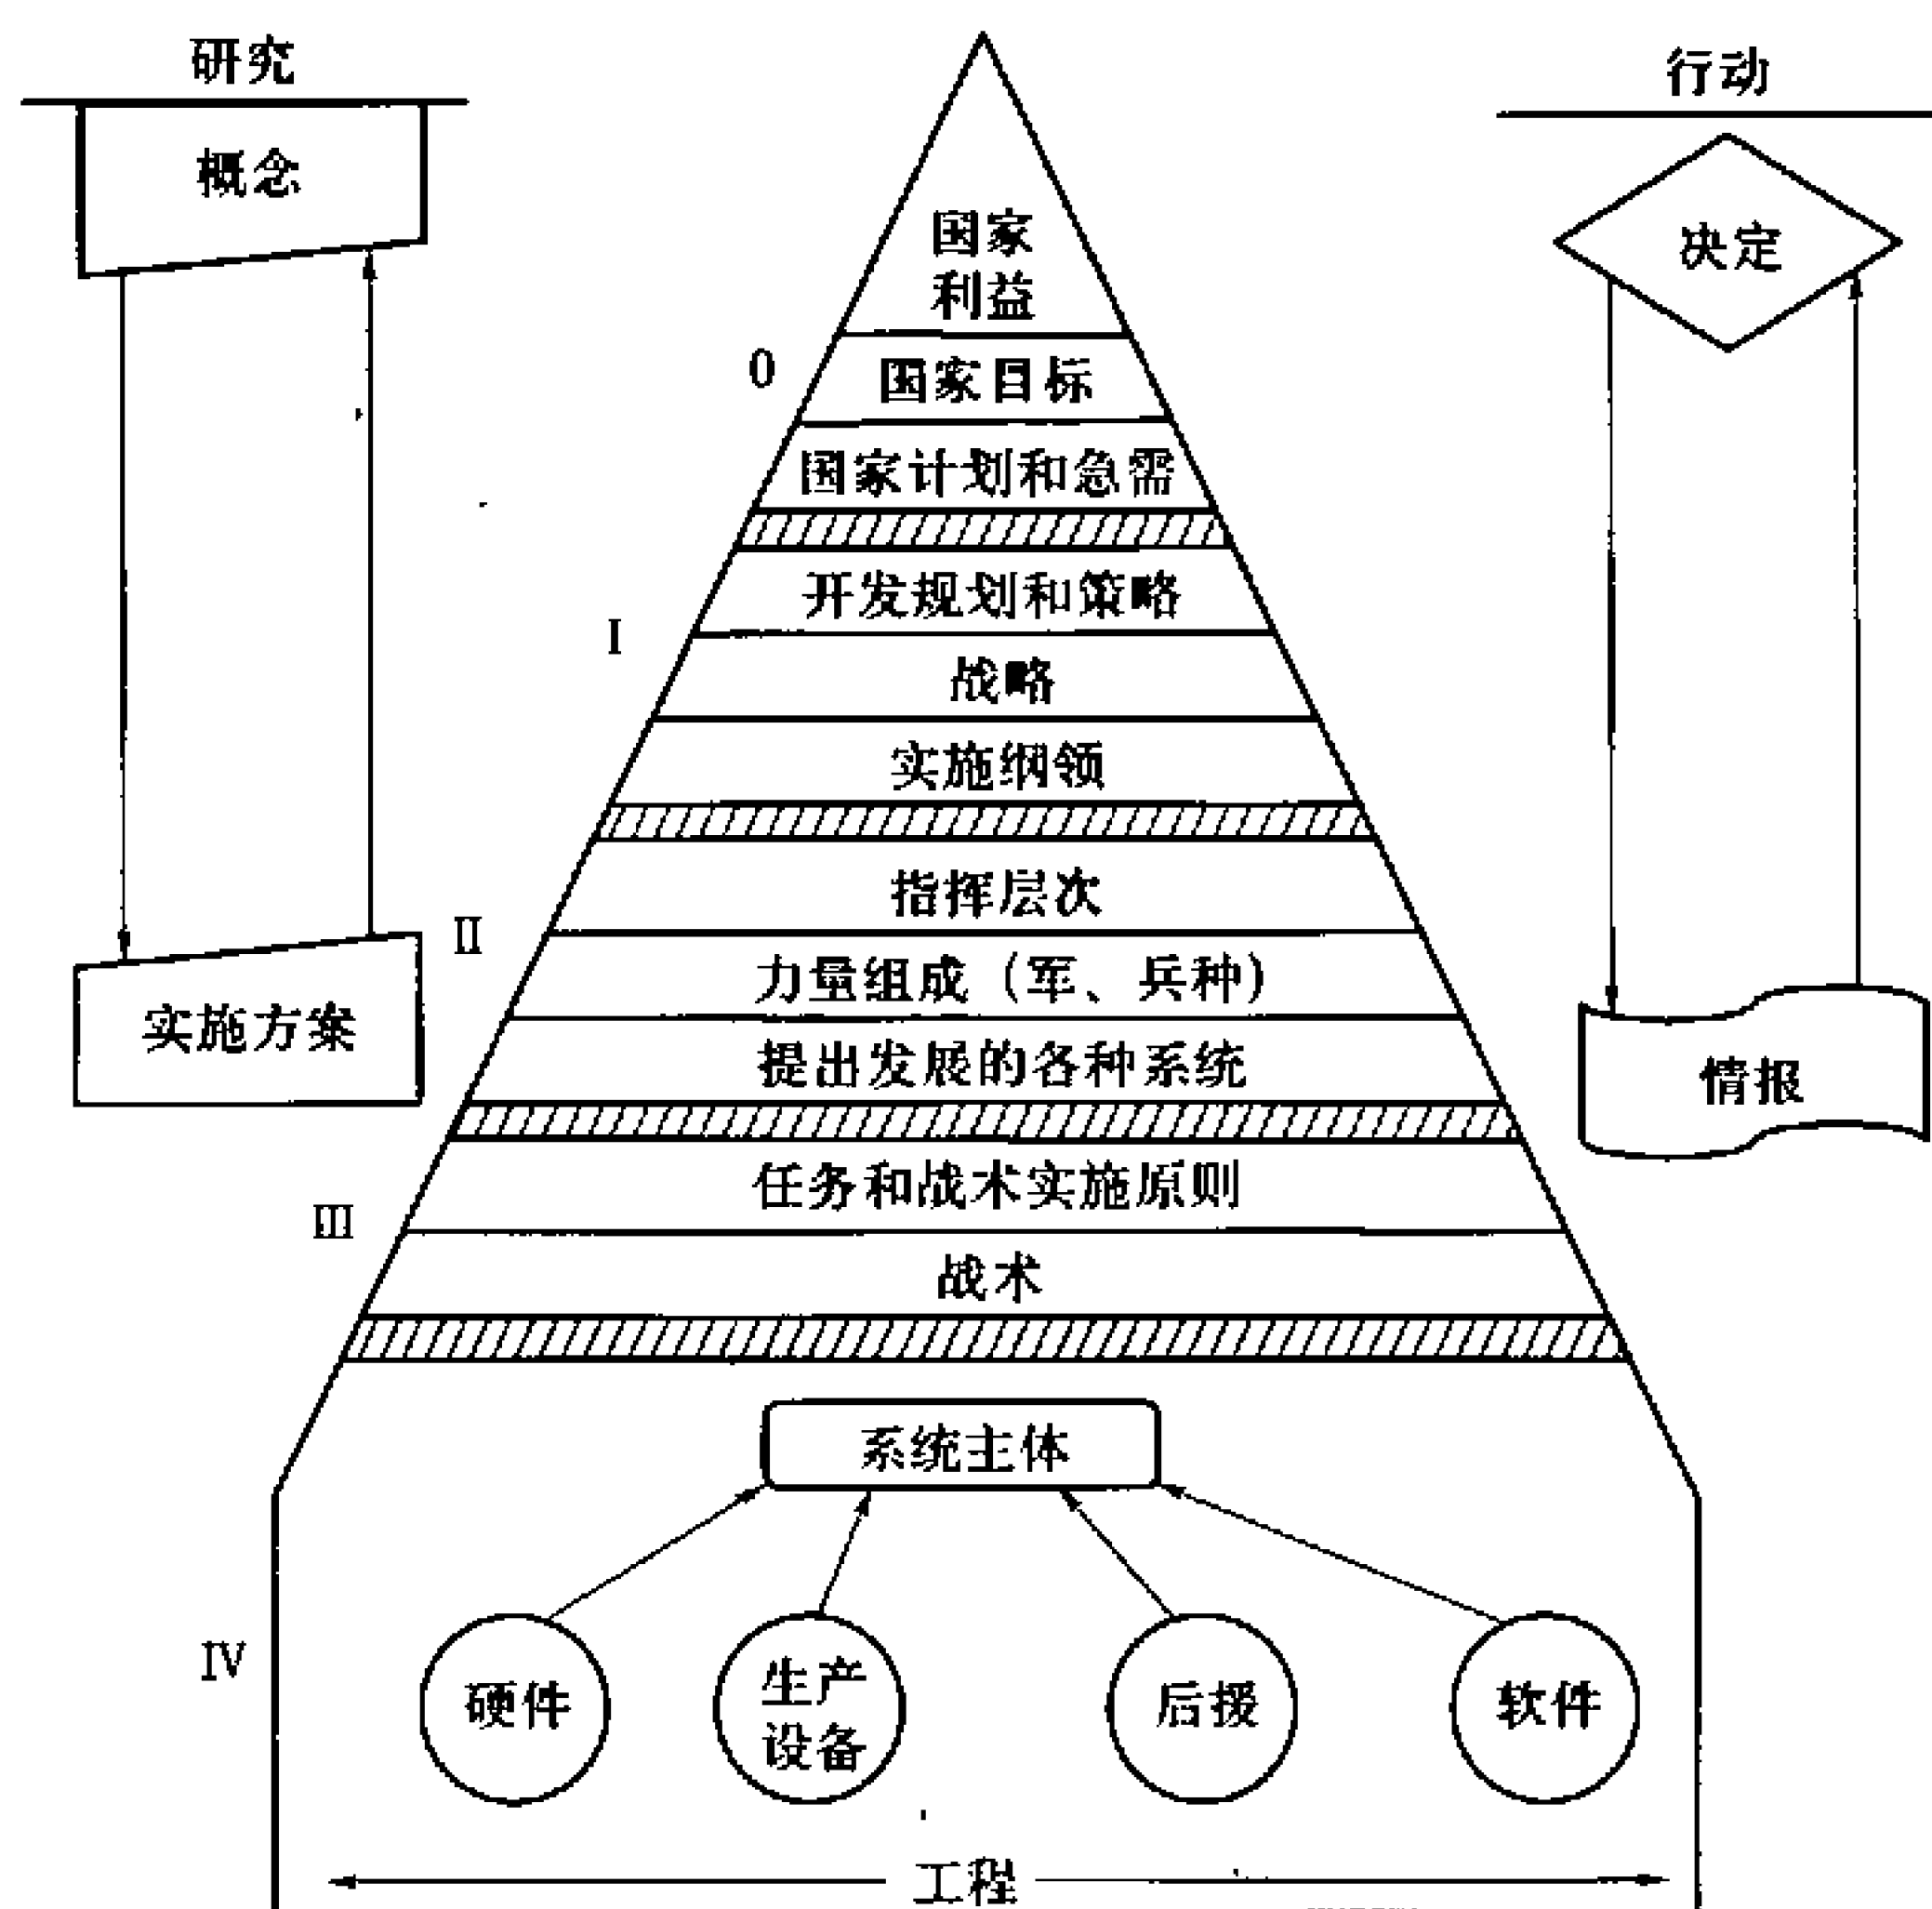 研究
行动
概念
决定
国家
利益
0
国家目标
国家计划和急需
开发规划和策略
I
战略
实施纲领
指挥层次
II
力量组成（军、兵种）
实施方案
提出发展的各种系统
情报
任务和战术实施原则
III
战术
系统主体
IV
硬件
生产
设备
后援
软件
工程